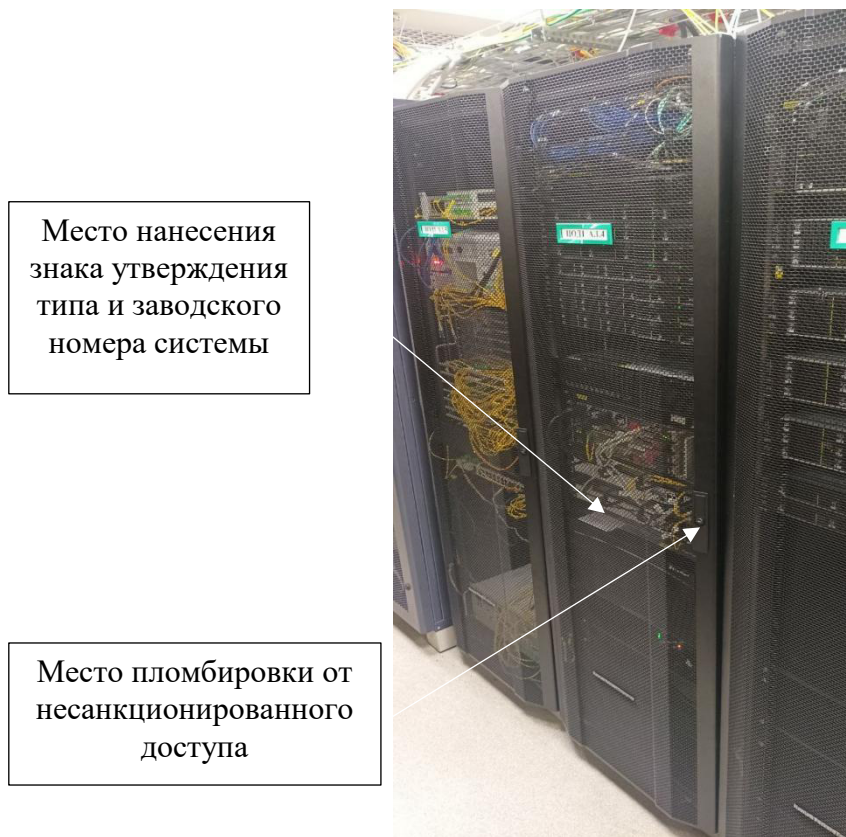 Место нанесения
знака утверждения
типа и заводского
номера системы
Место пломбировки от
несанкционированного
доступа